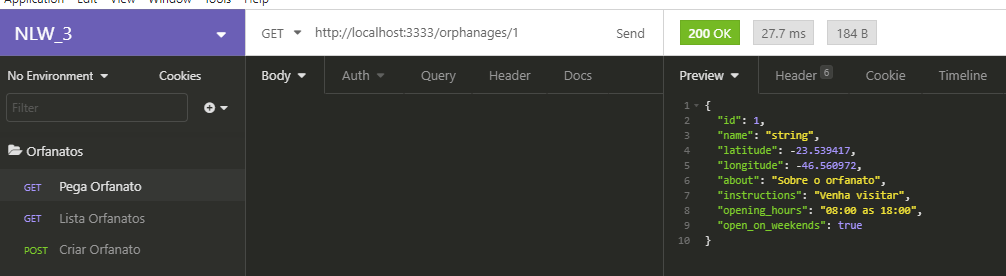 Application Edit View Window Tools Help
NLW_3
GET http://localhost:3333/orphanages/1 Send
200 OK 27.7 ms 184 B
No Environment Cookies
Body Auth Query Header Docs
Preview Header 6 Cookie Timeline
Filter
Orfanatos
GET Pega Orfanato
GET Lista Orfanatos
POST Criar Orfanato
1 {
2 "id": 1,
3 "name": "string",
4 "latitude": -23.539417,
5 "longitude": -46.560972,
6 "about": "Sobre o orfanato",
7 "instructions": "Venha visitar",
8 "opening_hours": "08:00 as 18:00",
9 "open_on_weekends": true
10 }